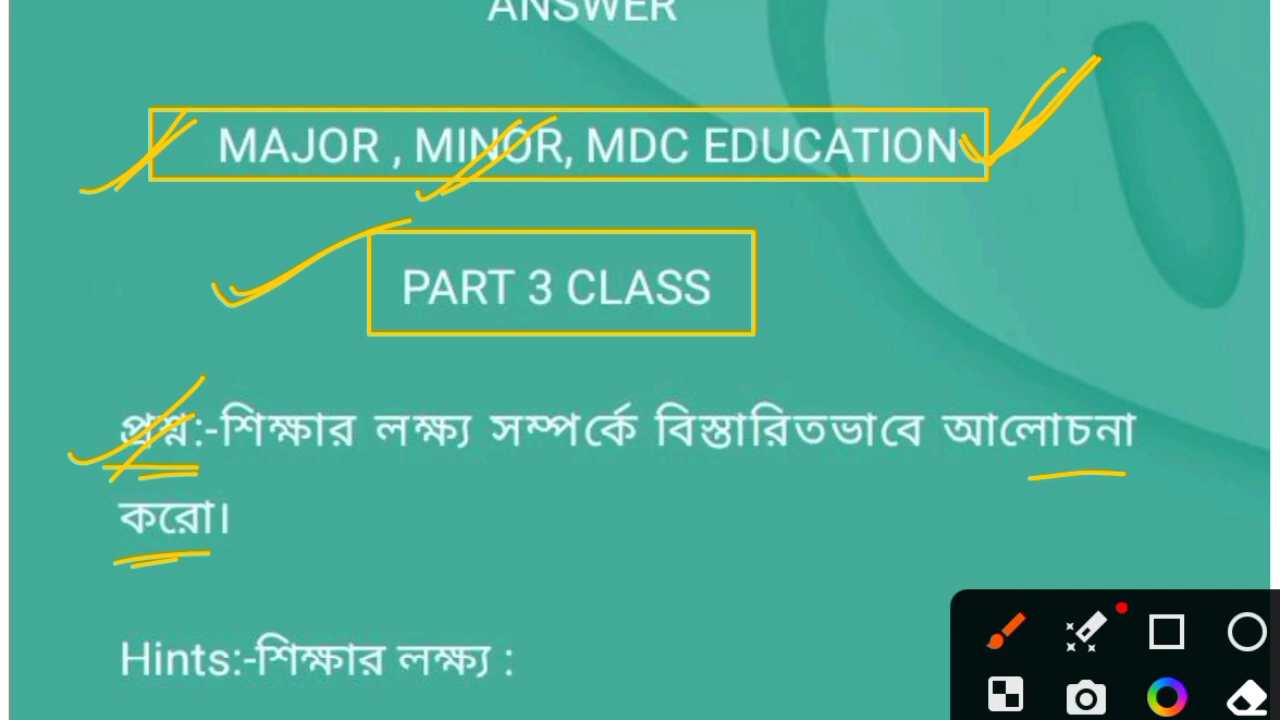 ANSWER
MAJOR , MINOR, MDC EDUCATION
PART 3 CLASS
প্রশ্ন:-শিক্ষার লক্ষ্য সম্পর্কে বিস্তারিতভাবে আলোচনা
করো।
Hints:-শিক্ষার লক্ষ্য :